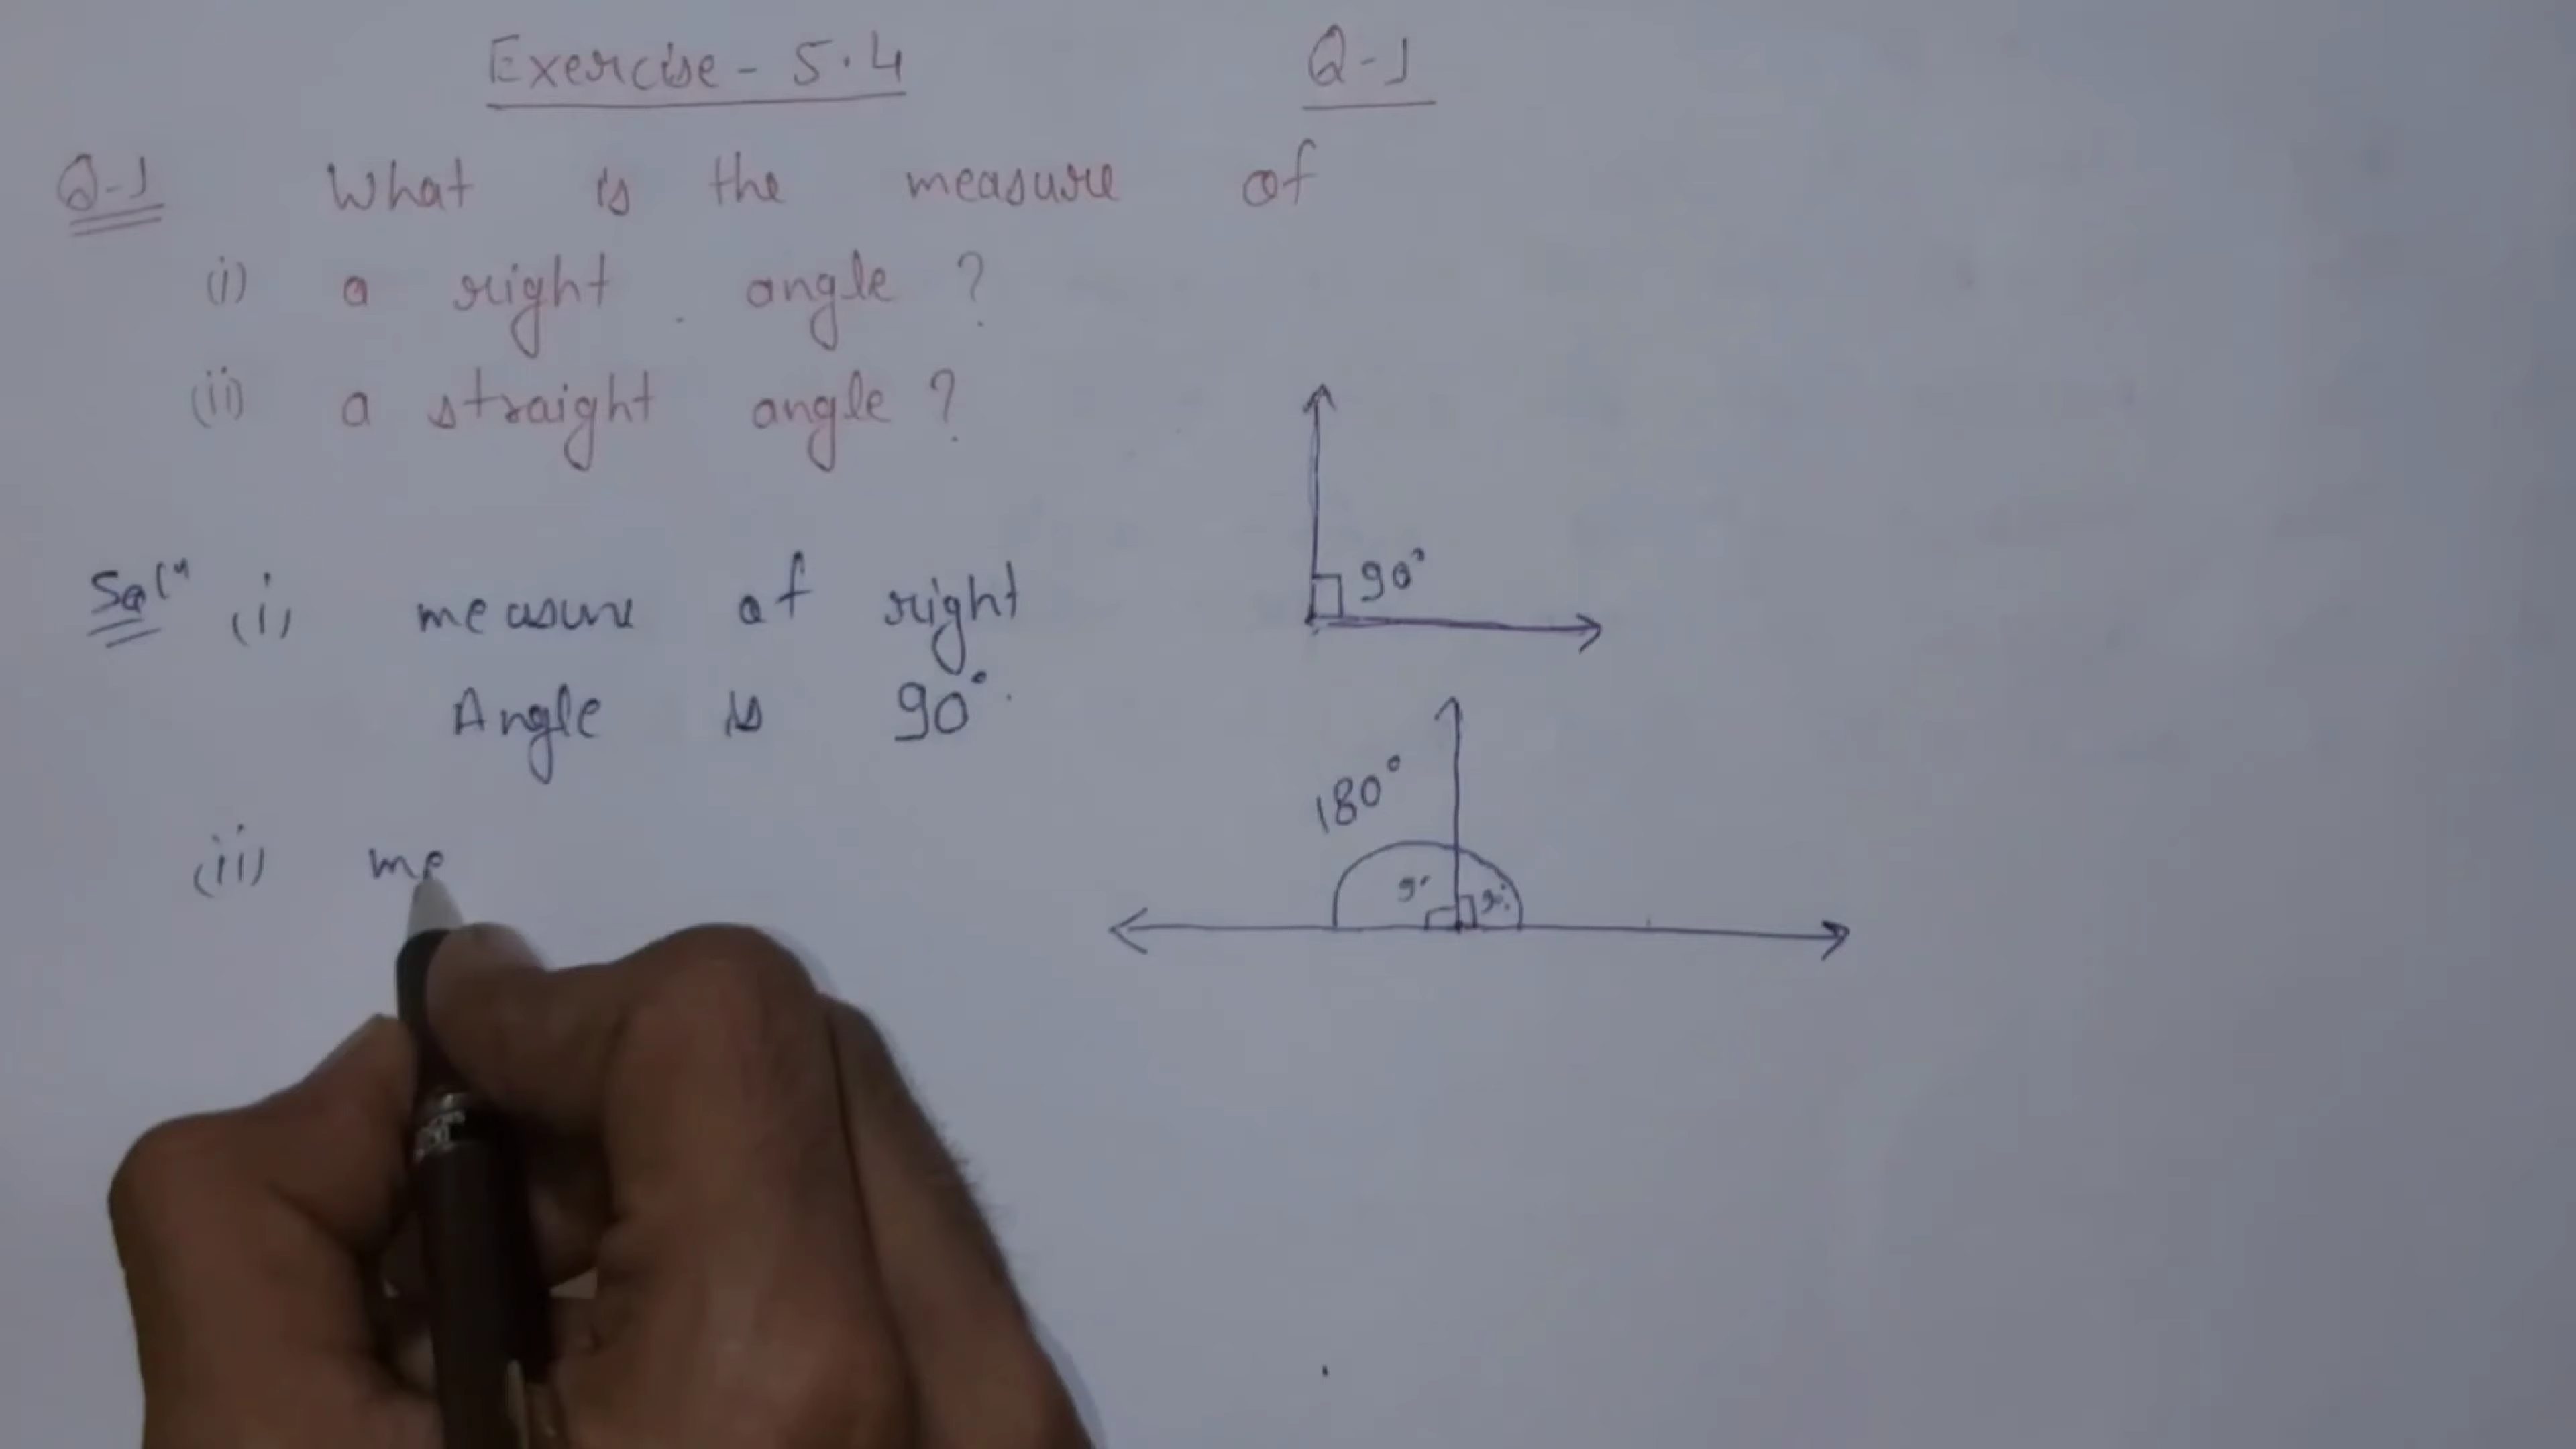 Exercise - 5.4 Q-1
Q-1 What is the measure of
(i) a right angle ?
(ii) a straight angle ?
Solⁿ (i) measure of right
Angle is 90°.
(ii) me
90°
180°